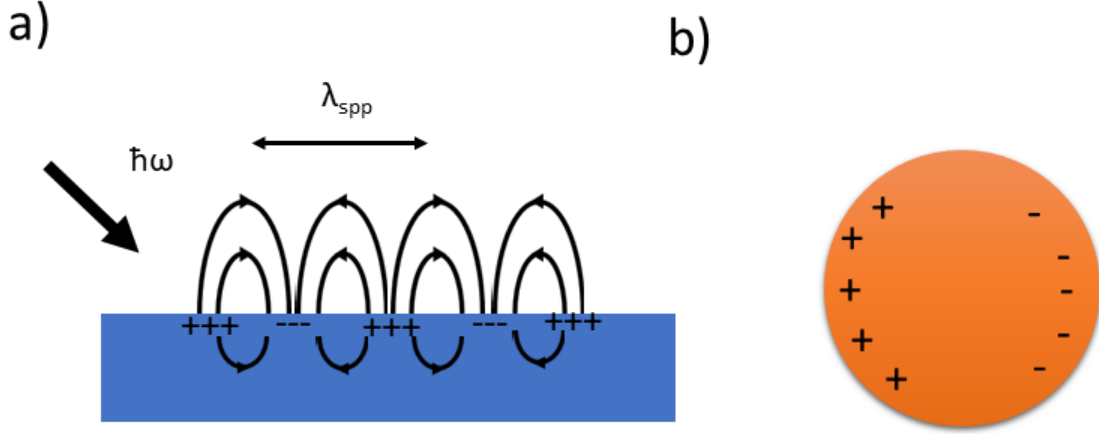 a)
b)
λspp
ħω
+++ --- +++ --- +++
+ -
+ -
+ -
+ -
+ -